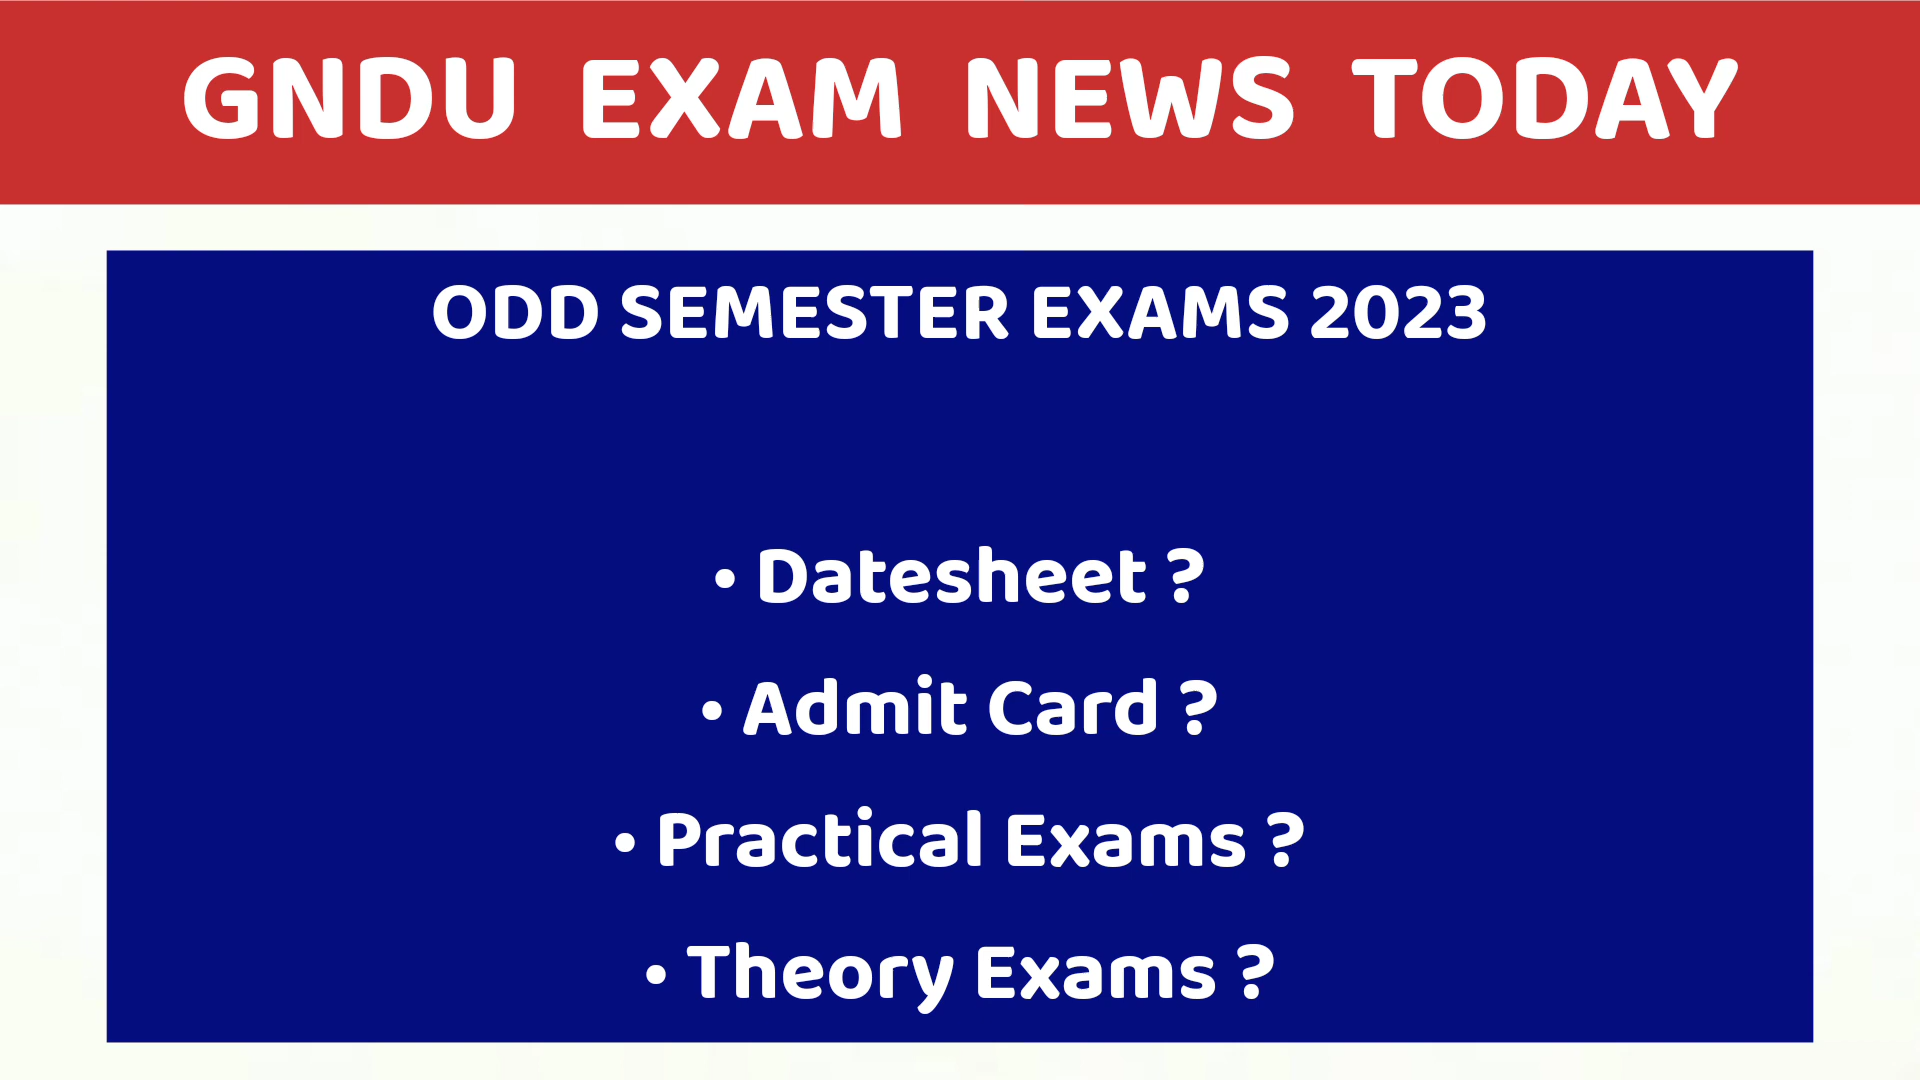 GNDU EXAM NEWS TODAY
ODD SEMESTER EXAMS 2023
• Datesheet ?
• Admit Card ?
• Practical Exams ?
• Theory Exams ?